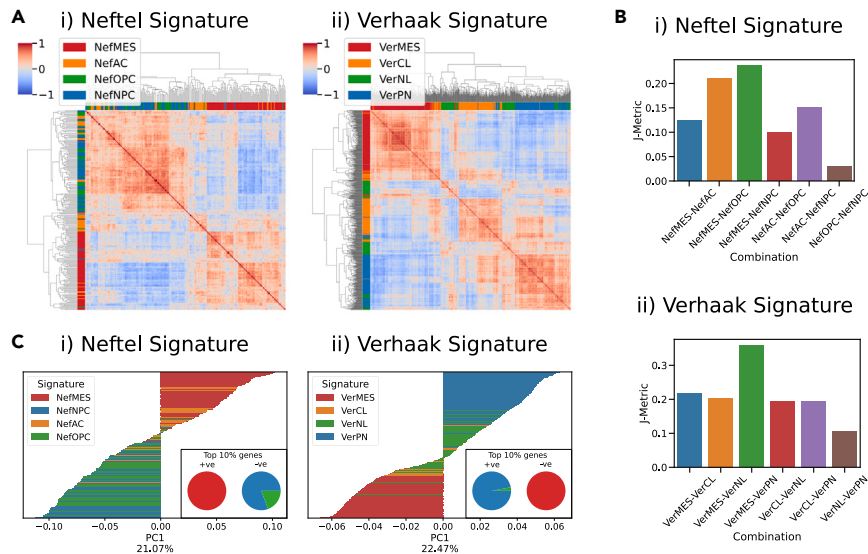 A
i) Neftel Signature
1
0
−1
NefMES
NefAC
NefOPC
NefNPC
ii) Verhaak Signature
1
0
−1
VerMES
VerCL
VerNL
VerPN
B
i) Neftel Signature
J-Metric
0.20
0.15
0.10
0.05
0.00
NefMES-NefAC
NefMES-NefOPC
NefMES-NefNPC
NefAC-NefOPC
NefAC-NefNPC
NefOPC-NefNPC
Combination
ii) Verhaak Signature
J-Metric
0.3
0.2
0.1
0.0
VerMES-VerCL
VerMES-VerNL
VerMES-VerPN
VerCL-VerNL
VerCL-VerPN
VerNL-VerPN
Combination
C
i) Neftel Signature
Signature
NefMES
NefNPC
NefAC
NefOPC
Top 10% genes
+ve
−ve
−0.10
−0.05
0.00
0.05
0.10
PC1
21.07%
ii) Verhaak Signature
Signature
VerMES
VerCL
VerNL
VerPN
Top 10% genes
+ve
−ve
−0.06
−0.04
−0.02
0.00
0.02
0.04
0.06
PC1
22.47%